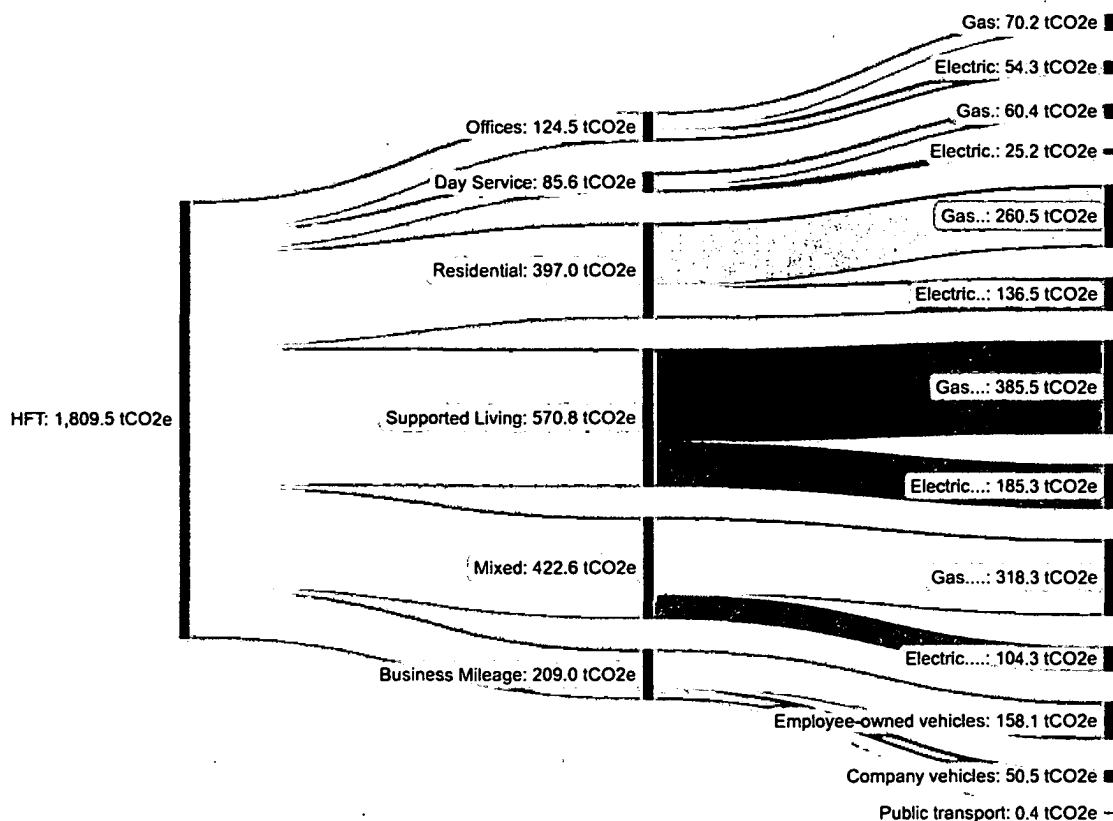 Gas: 70.2 tCO2e
Electric: 54.3 tCO2e
Gas.: 60.4 tCO2e
Offices: 124.5 tCO2e
Electric.: 25.2 tCO2e
Day Service: 85.6 tCO2e
Gas..: 260.5 tCO2e
Residential: 397.0 tCO2e
Electric..: 136.5 tCO2e
Gas...: 385.5 tCO2e
HFT: 1,809.5 tCO2e
Supported Living: 570.8 tCO2e
Electric...: 185.3 tCO2e
Mixed: 422.6 tCO2e
Gas....: 318.3 tCO2e
Electric....: 104.3 tCO2e
Business Mileage: 209.0 tCO2e
Employee-owned vehicles: 158.1 tCO2e
Company vehicles: 50.5 tCO2e
Public transport: 0.4 tCO2e